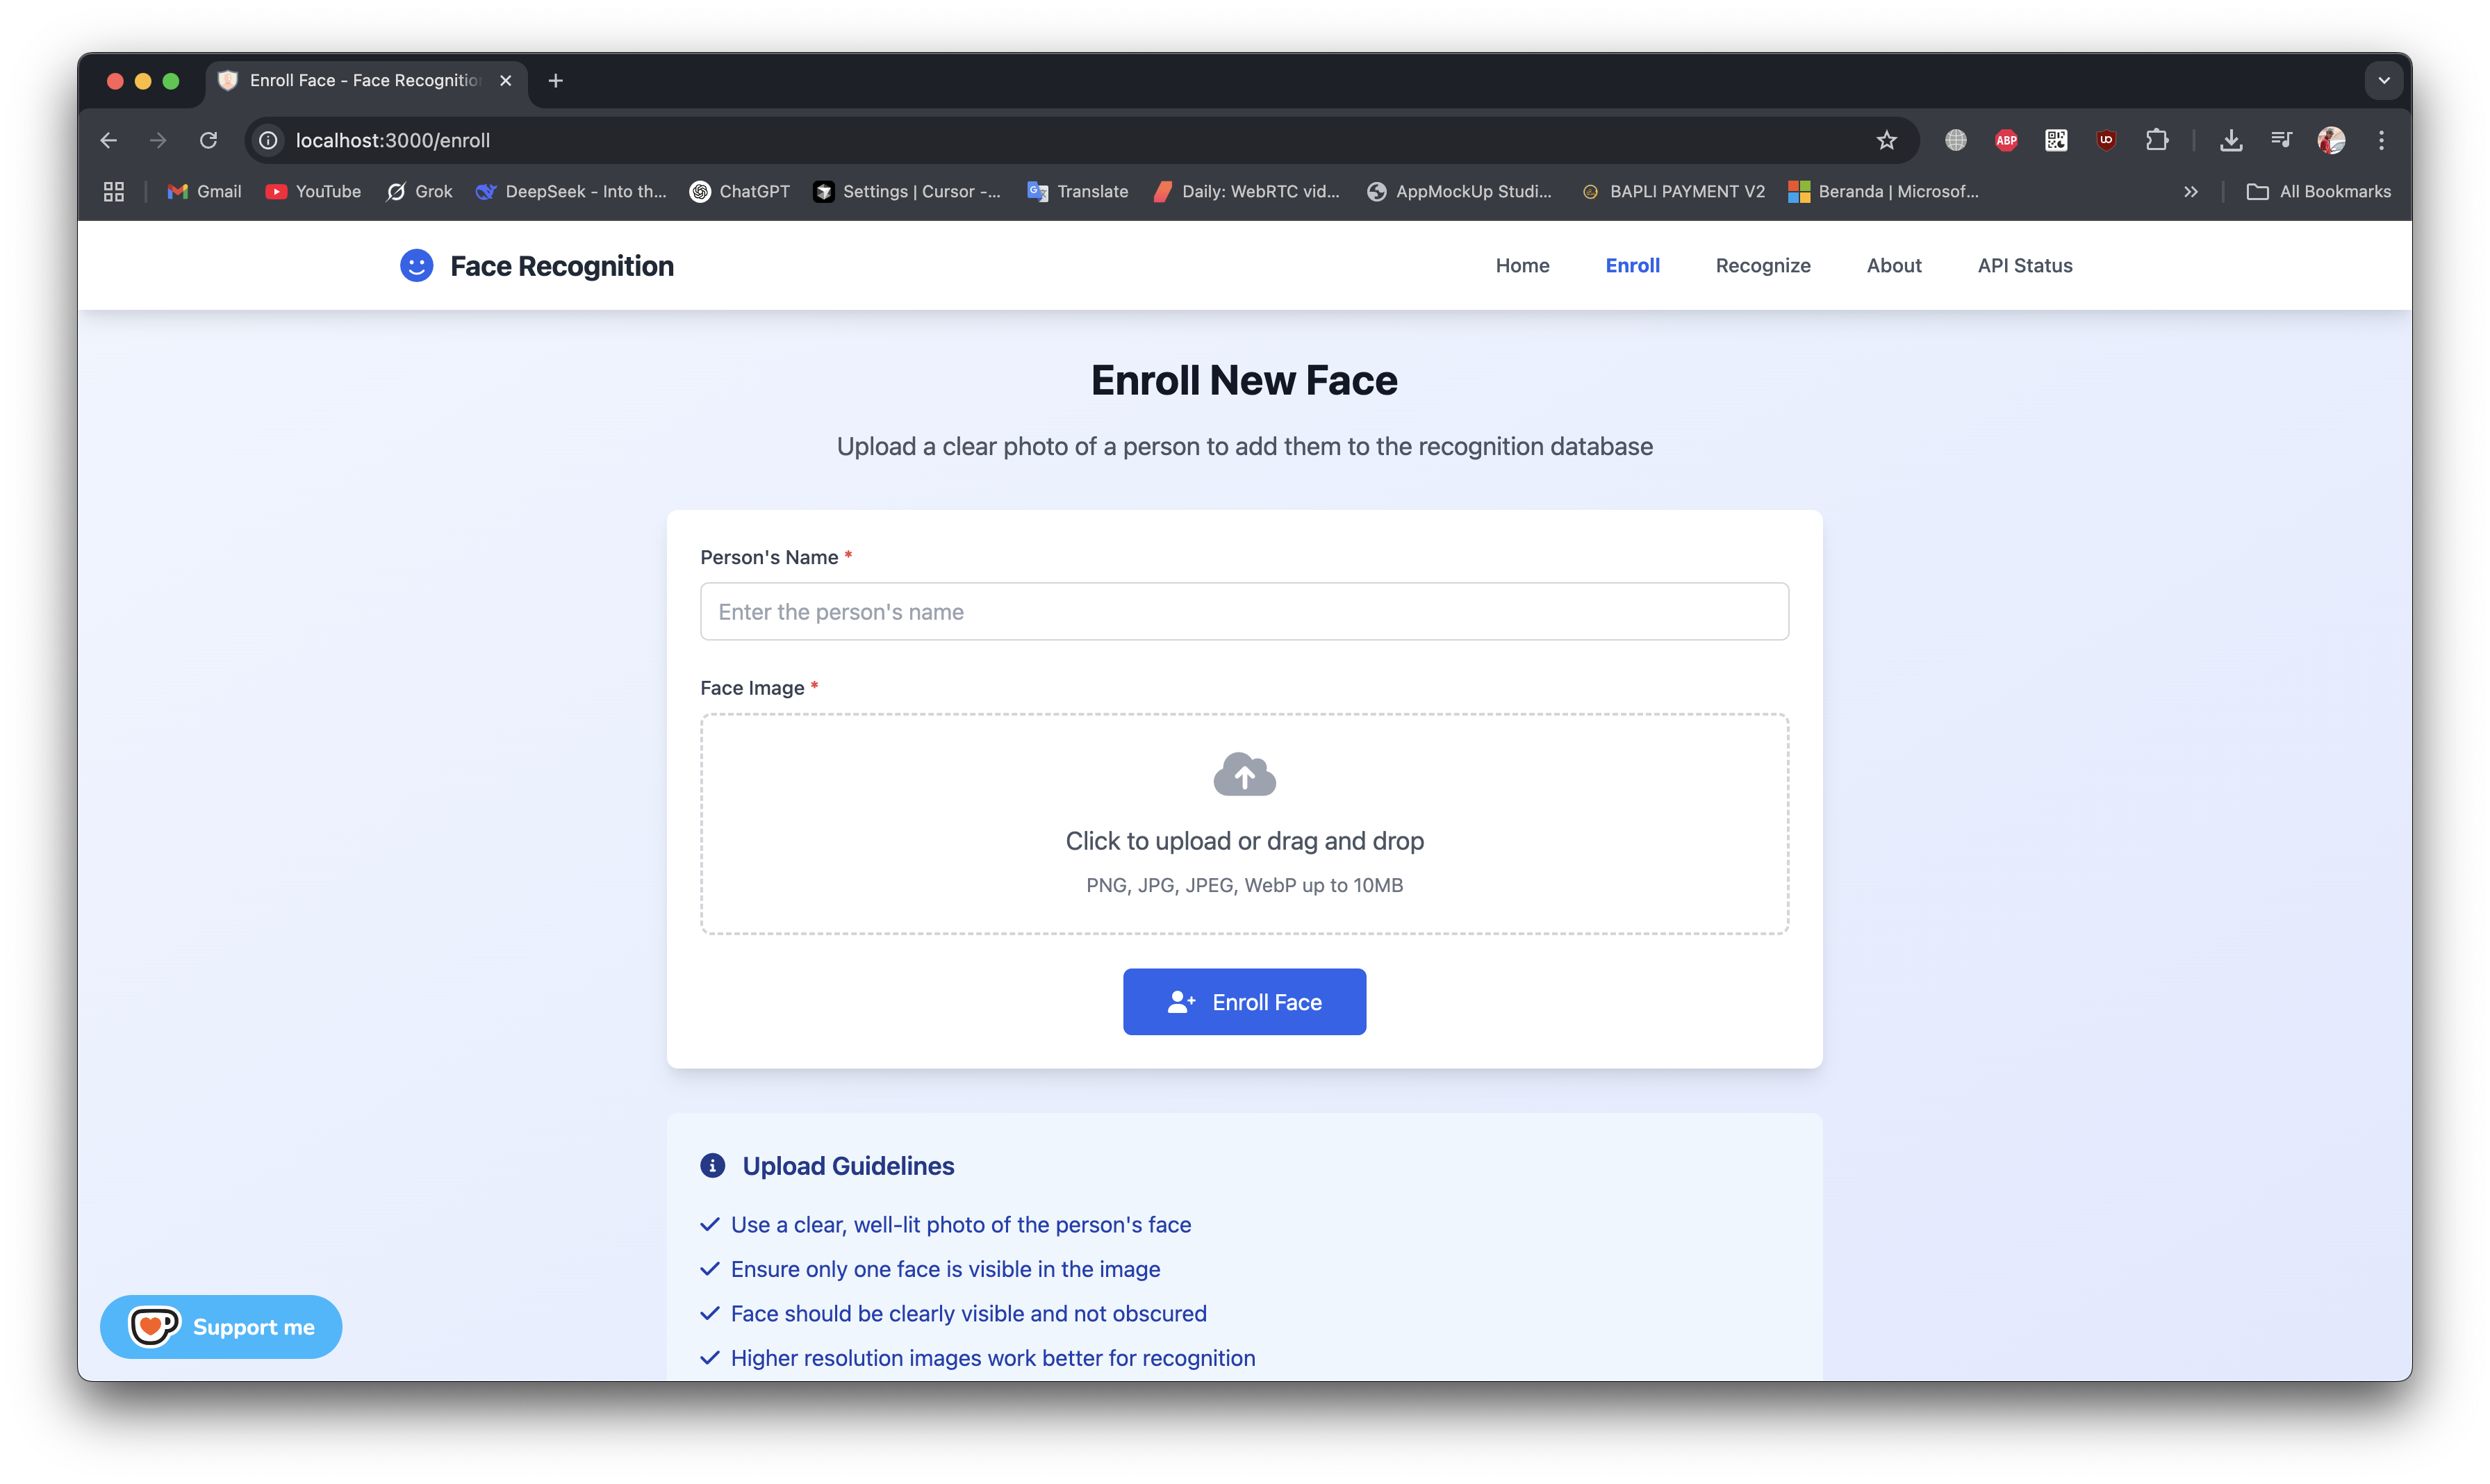 Enroll Face - Face Recognitio
localhost:3000/enroll
ABP
Gmail YouTube Grok DeepSeek - Into th... ChatGPT Settings | Cursor -... Translate Daily: WebRTC vid... AppMockUp Studi... BAPLI PAYMENT V2 Beranda | Microsof... All Bookmarks
Face Recognition
Home Enroll Recognize About API Status
Enroll New Face
Upload a clear photo of a person to add them to the recognition database
Person's Name *
Enter the person's name
Face Image *
Click to upload or drag and drop
PNG, JPG, JPEG, WebP up to 10MB
Enroll Face
Upload Guidelines
Use a clear, well-lit photo of the person's face
Ensure only one face is visible in the image
Face should be clearly visible and not obscured
Higher resolution images work better for recognition
Support me